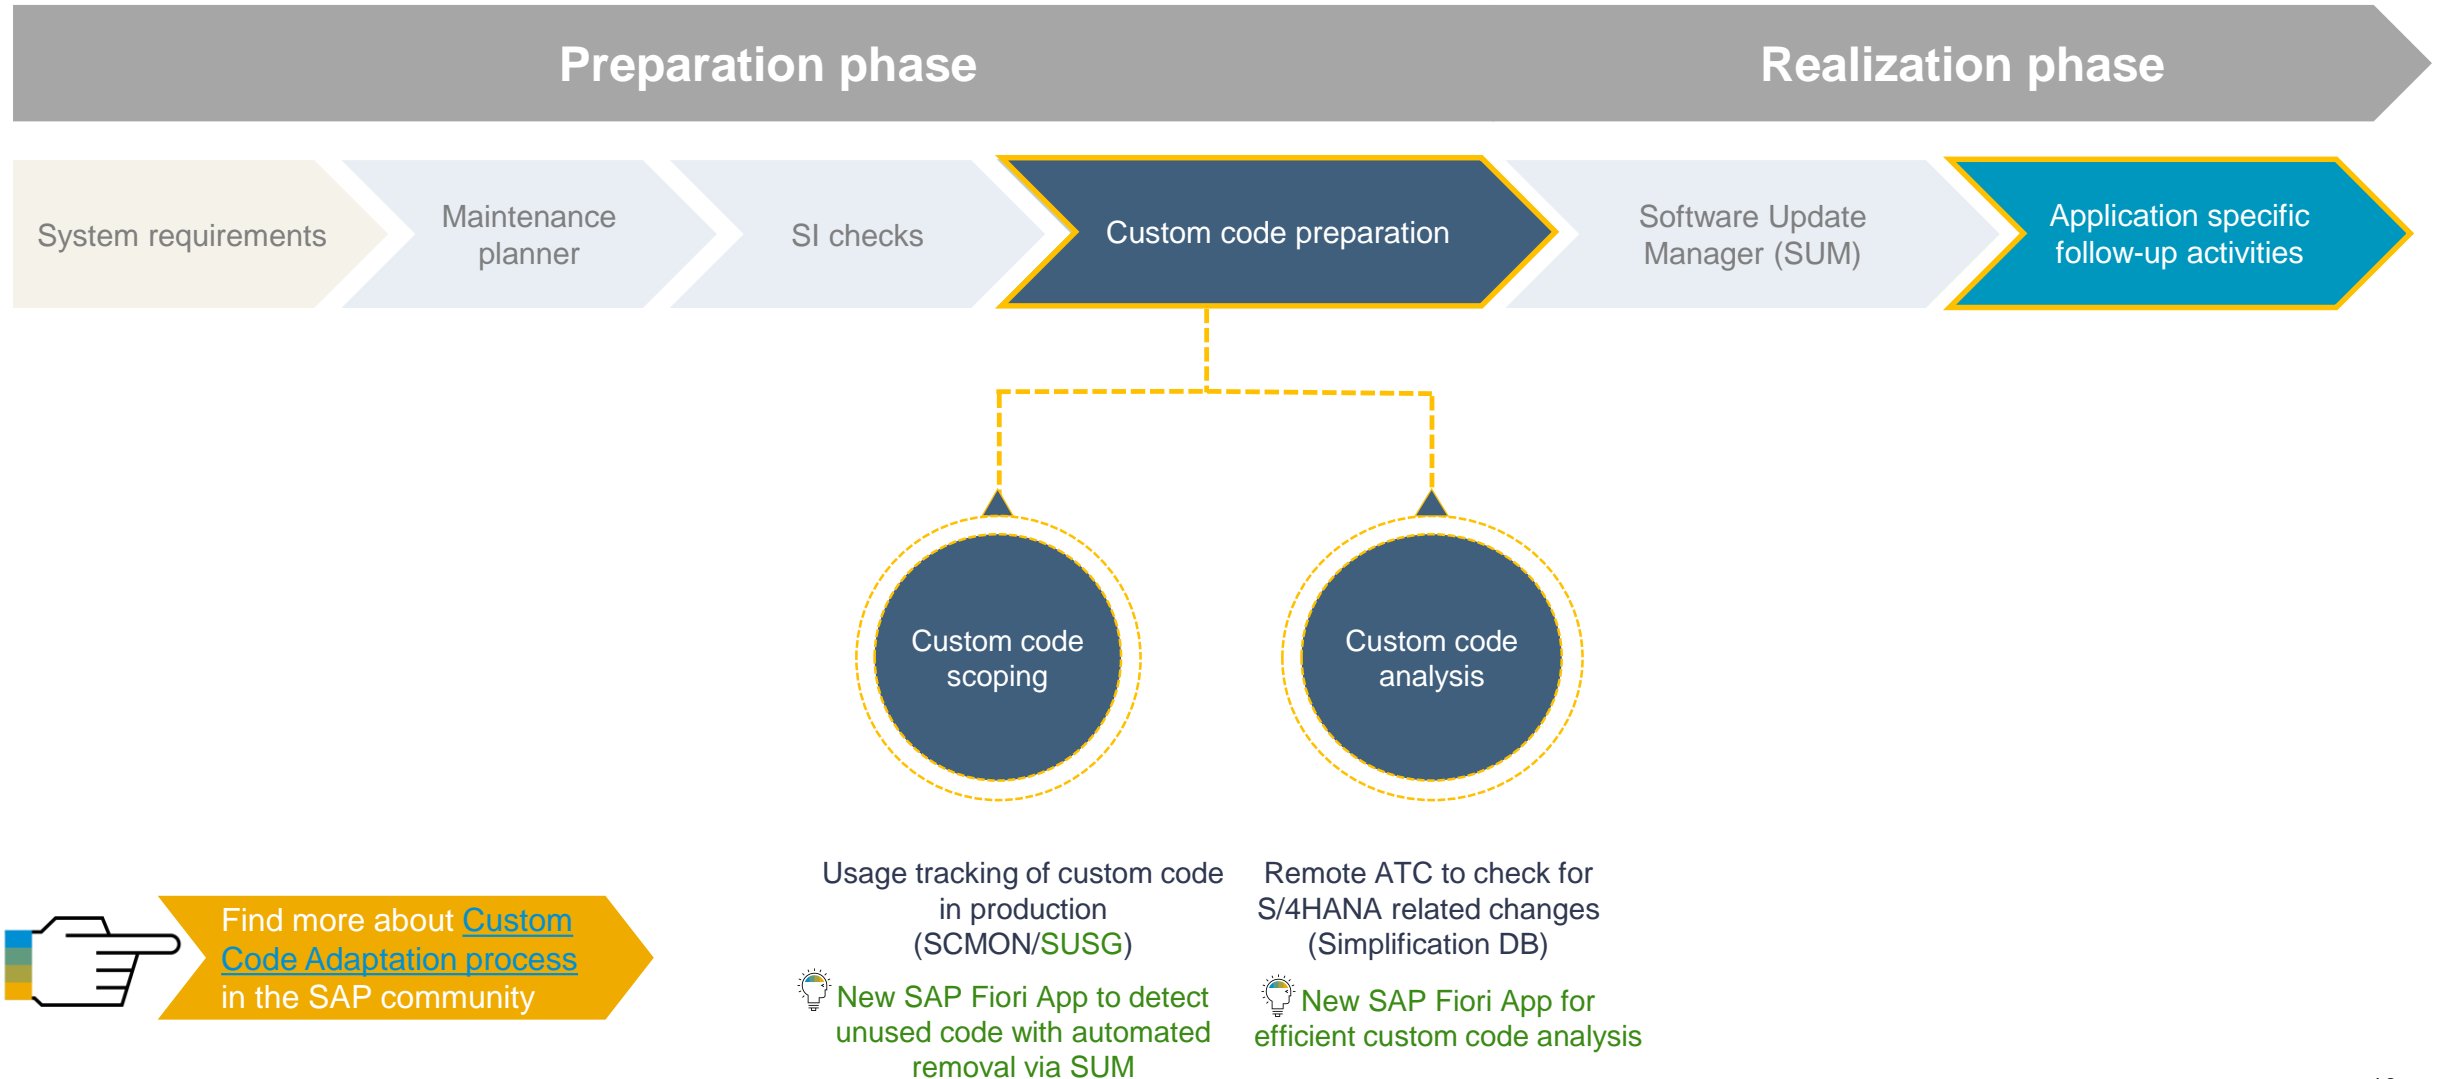 Preparation phase
Realization phase
System requirements
Maintenance
planner
SI checks
Custom code preparation
Software Update
Manager (SUM)
Application specific
follow-up activities
Custom code
scoping
Custom code
analysis
Usage tracking of custom code
in production
(SCMON/SUSG)
New SAP Fiori App to detect
unused code with automated
removal via SUM
Remote ATC to check for
S/4HANA related changes
(Simplification DB)
New SAP Fiori App for
efficient custom code analysis
Find more about Custom
Code Adaptation process
in the SAP community